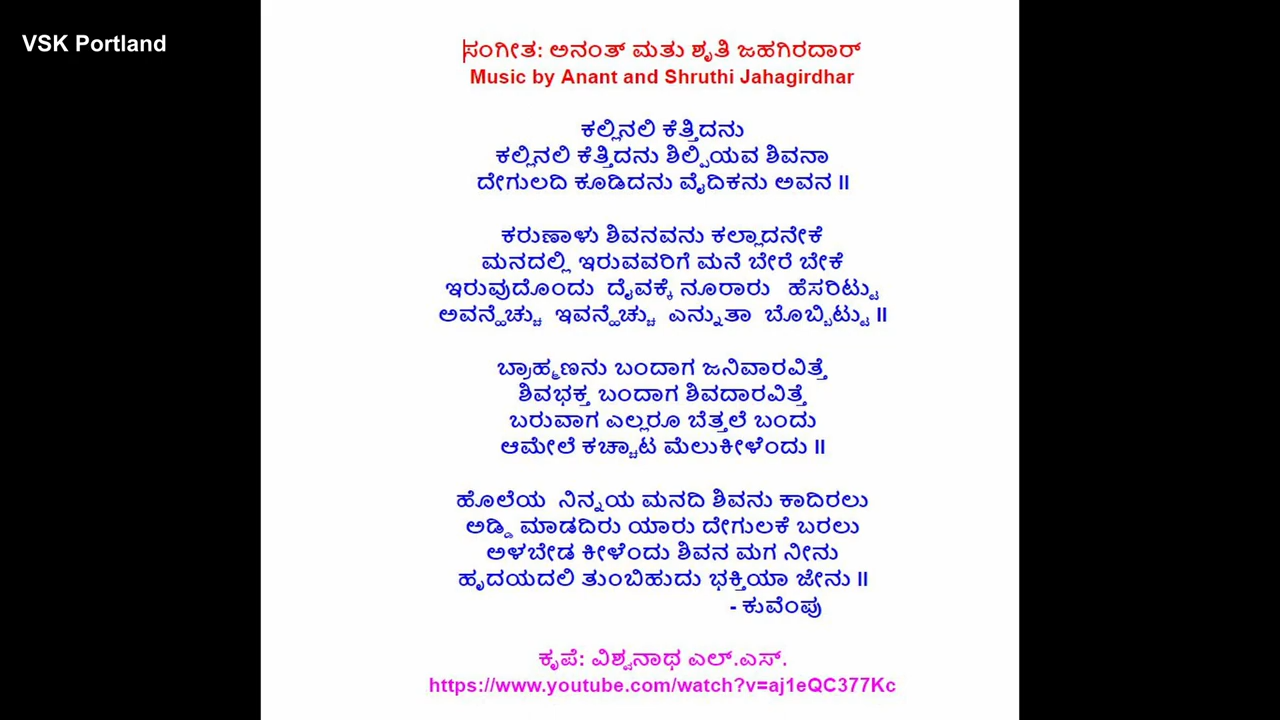 VSK Portland
ಸಂಗೀತ: ಅನಂತ್ ಮತು ಶೃತಿ ಜಹಗಿರದಾರ್
Music by Anant and Shruthi Jahagirdhar
ಕಲ್ಲಿನಲಿ ಕೆತ್ತಿದನು
ಕಲ್ಲಿನಲಿ ಕೆತ್ತಿದನು ಶಿಲ್ಪಿಯವ ಶಿವನಾ
ದೇಗುಲದಿ ಕೂಡಿದನು ವೈದಿಕನು ಅವನ ॥
ಕರುಣಾಳು ಶಿವನವನು ಕಲ್ಲಾದನೇಕೆ
ಮನದಲ್ಲಿ ಇರುವವರಿಗೆ ಮನೆ ಬೇರೆ ಬೇಕೆ
ಇರುವುದೊಂದು ದೈವಕ್ಕೆ ನೂರಾರು ಹೆಸರಿಟ್ಟು
ಅವನ್ಹೆಚ್ಚು ಇವನ್ಹೆಚ್ಚು ಎನ್ನುತಾ ಬೊಬ್ಬಿಟ್ಟು ॥
ಬ್ರಾಹ್ಮಣನು ಬಂದಾಗ ಜನಿವಾರವಿತ್ತೆ
ಶಿವಭಕ್ತ ಬಂದಾಗ ಶಿವದಾರವಿತ್ತೆ
ಬರುವಾಗ ಎಲ್ಲರೂ ಬೆತ್ತಲೆ ಬಂದು
ಆಮೇಲೆ ಕಚ್ಚಾಟ ಮೆಲುಕೀಳೆಂದು ॥
ಹೊಲೆಯ ನಿನ್ನಯ ಮನದಿ ಶಿವನು ಕಾದಿರಲು
ಅಡ್ಡಿ ಮಾಡದಿರು ಯಾರು ದೇಗುಲಕೆ ಬರಲು
ಅಳಬೇಡ ಕೀಳೆಂದು ಶಿವನ ಮಗ ನೀನು
ಹೃದಯದಲಿ ತುಂಬಿಹುದು ಭಕ್ತಿಯಾ ಜೇನು ॥
- ಕುವೆಂಪು
ಕೃಪೆ: ವಿಶ್ವನಾಥ ಎಲ್.ಎಸ್.
https://www.youtube.com/watch?v=aj1eQC377Kc